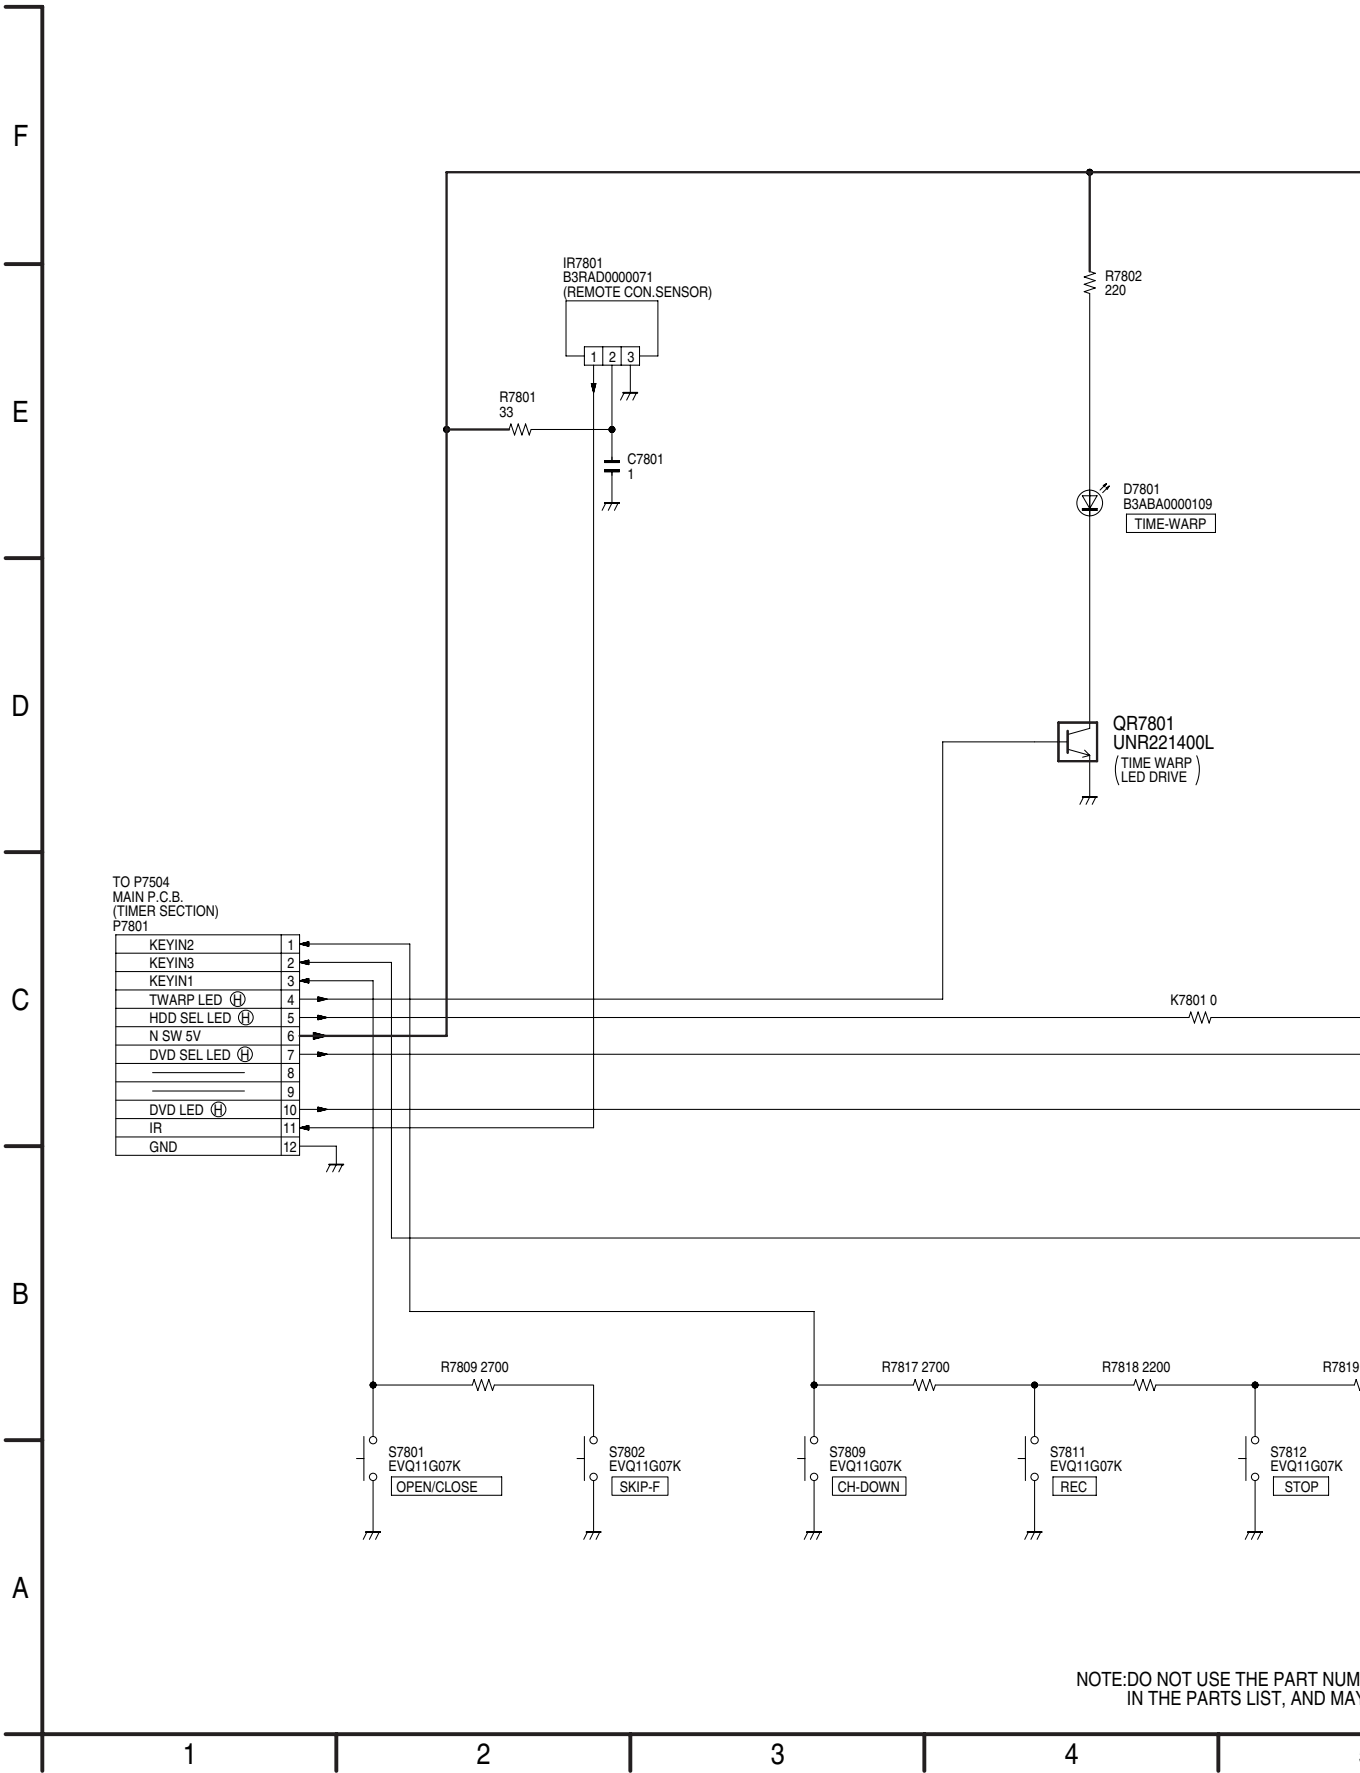 F
IR7801
B3RAD0000071
(REMOTE CON.SENSOR)
1 2 3
R7802
220
E
R7801
33
C7801
1
D7801
B3ABA0000109
TIME-WARP
D
QR7801
UNR221400L
(TIME WARP
LED DRIVE)
TO P7504
MAIN P.C.B.
(TIMER SECTION)
P7801
KEYIN2 1
KEYIN3 2
KEYIN1 3
C
TWARP LED Ⓗ 4
HDD SEL LED Ⓗ 5
N SW 5V 6
DVD SEL LED Ⓗ 7
8
9
DVD LED Ⓗ 10
IR 11
GND 12
K7801 0
B
R7809 2700
R7817 2700
R7818 2200
R7819
S7801
EVQ11G07K
OPEN/CLOSE
S7802
EVQ11G07K
SKIP-F
S7809
EVQ11G07K
CH-DOWN
S7811
EVQ11G07K
REC
S7812
EVQ11G07K
STOP
A
NOTE:DO NOT USE THE PART NUM
IN THE PARTS LIST, AND MAY
1 2 3 4